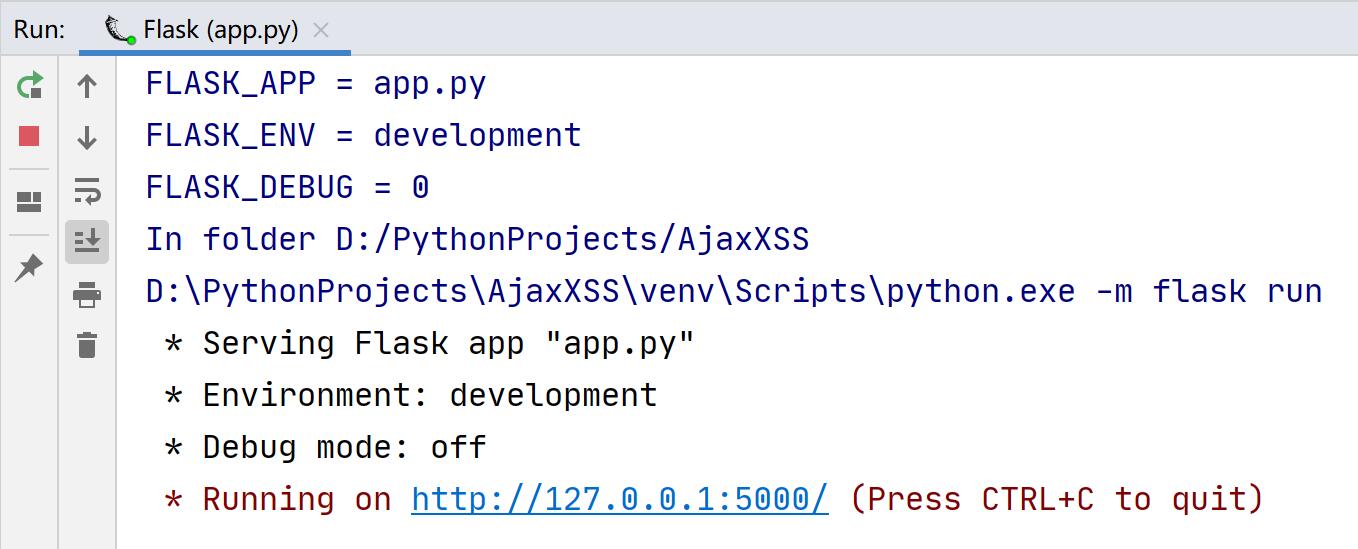 Run: Flask (app.py)
FLASK_APP = app.py
FLASK_ENV = development
FLASK_DEBUG = 0
In folder D:/PythonProjects/AjaxXSS
D:\PythonProjects\AjaxXSS\venv\Scripts\python.exe -m flask run
* Serving Flask app "app.py"
* Environment: development
* Debug mode: off
* Running on http://127.0.0.1:5000/ (Press CTRL+C to quit)